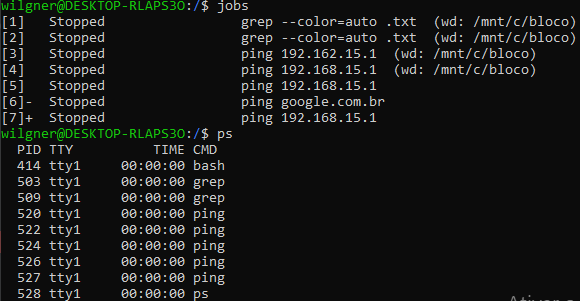 wilgner@DESKTOP-RLAPS3O:/$ jobs
[1]   Stopped                 grep --color=auto .txt  (wd: /mnt/c/bloco)
[2]   Stopped                 grep --color=auto .txt  (wd: /mnt/c/bloco)
[3]   Stopped                 ping 192.162.15.1  (wd: /mnt/c/bloco)
[4]   Stopped                 ping 192.168.15.1  (wd: /mnt/c/bloco)
[5]   Stopped                 ping 192.168.15.1
[6]-  Stopped                 ping google.com.br
[7]+  Stopped                 ping 192.168.15.1
wilgner@DESKTOP-RLAPS3O:/$ ps
  PID TTY          TIME CMD
  414 tty1     00:00:00 bash
  503 tty1     00:00:00 grep
  509 tty1     00:00:00 grep
  520 tty1     00:00:00 ping
  522 tty1     00:00:00 ping
  524 tty1     00:00:00 ping
  526 tty1     00:00:00 ping
  527 tty1     00:00:00 ping
  528 tty1     00:00:00 ps